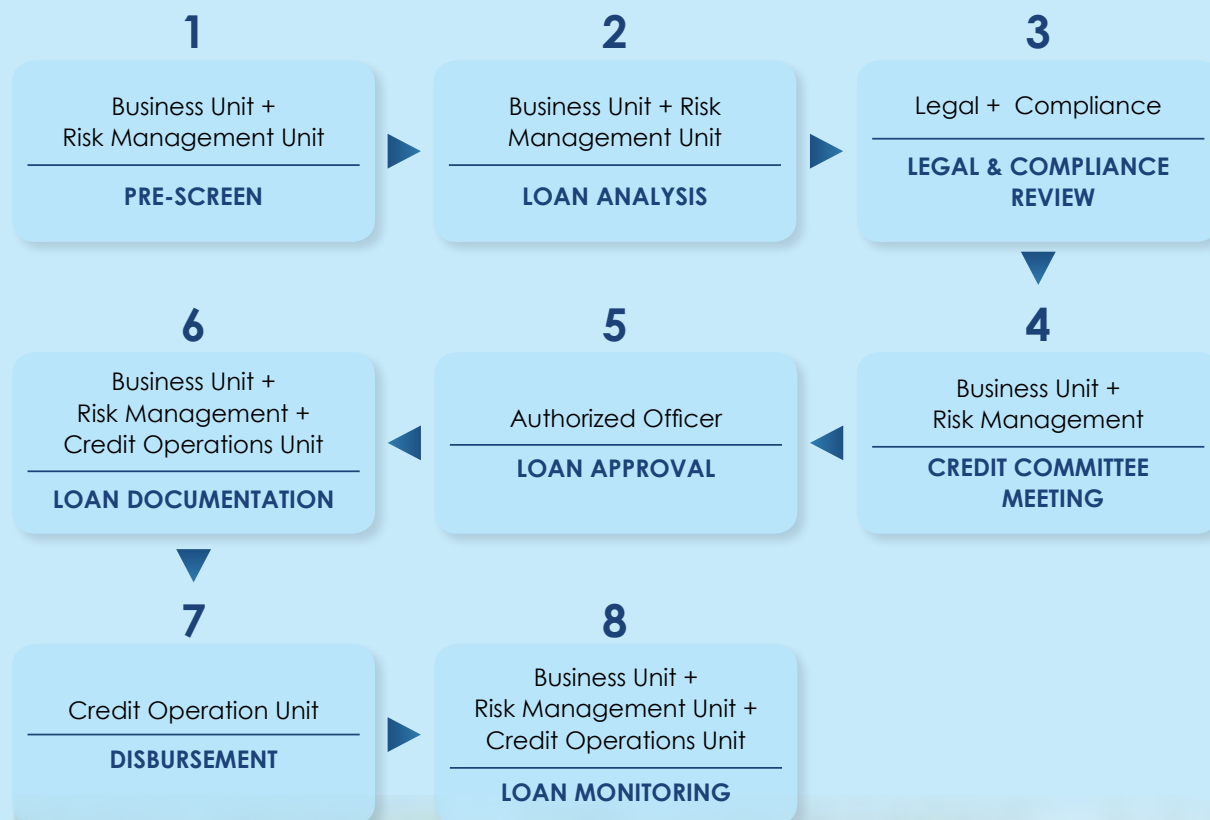 1
Business Unit +
Risk Management Unit
PRE-SCREEN
2
Business Unit + Risk
Management Unit
LOAN ANALYSIS
3
Legal + Compliance
LEGAL & COMPLIANCE
REVIEW
4
Business Unit +
Risk Management
CREDIT COMMITTEE
MEETING
5
Authorized Officer
LOAN APPROVAL
6
Business Unit +
Risk Management +
Credit Operations Unit
LOAN DOCUMENTATION
7
Credit Operation Unit
DISBURSEMENT
8
Business Unit +
Risk Management Unit +
Credit Operations Unit
LOAN MONITORING